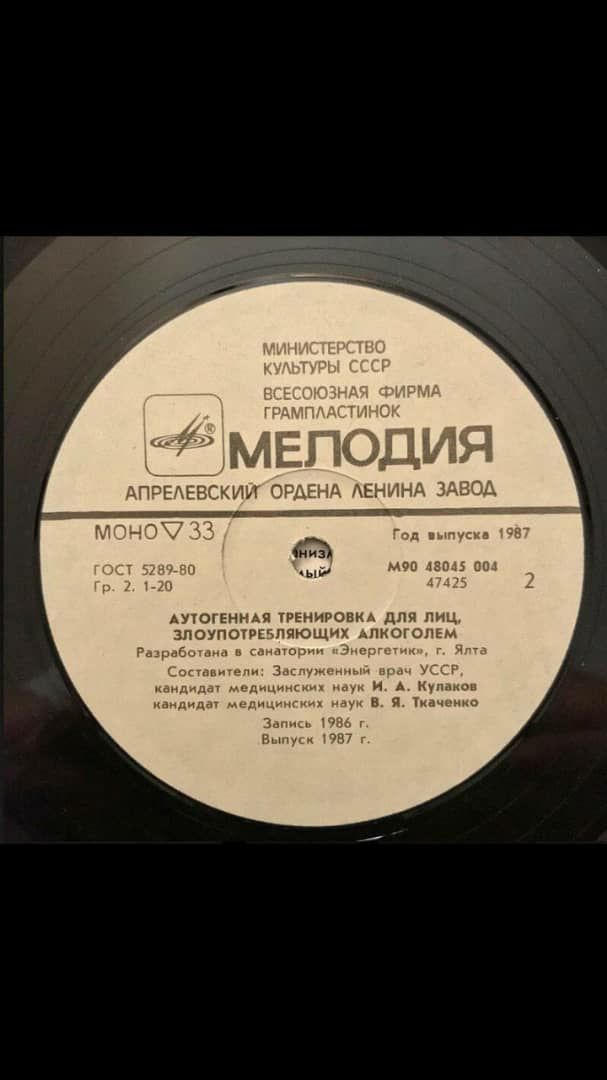 МИНИСТЕРСТВО
КУЛЬТУРЫ СССР
ВСЕСОЮЗНАЯ ФИРМА
ГРАМПЛАСТИНОК
®
МЕЛОДИЯ
АПРЕЛЕВСКИЙ ОРДЕНА ЛЕНИНА ЗАВОД
МОНО ▽ 33
Год выпуска 1987
ГОСТ 5289-80
Гр. 2. 1-20
М90 48045 004
47425
2
АУТОГЕННАЯ ТРЕНИРОВКА ДЛЯ ЛИЦ,
ЗЛОУПОТРЕБЛЯЮЩИХ АЛКОГОЛЕМ
Разработана в санатории «Энергетик», г. Ялта
Составители: Заслуженный врач УССР,
кандидат медицинских наук И. А. Кулаков
кандидат медицинских наук В. Я. Ткаченко
Запись 1986 г.
Выпуск 1987 г.